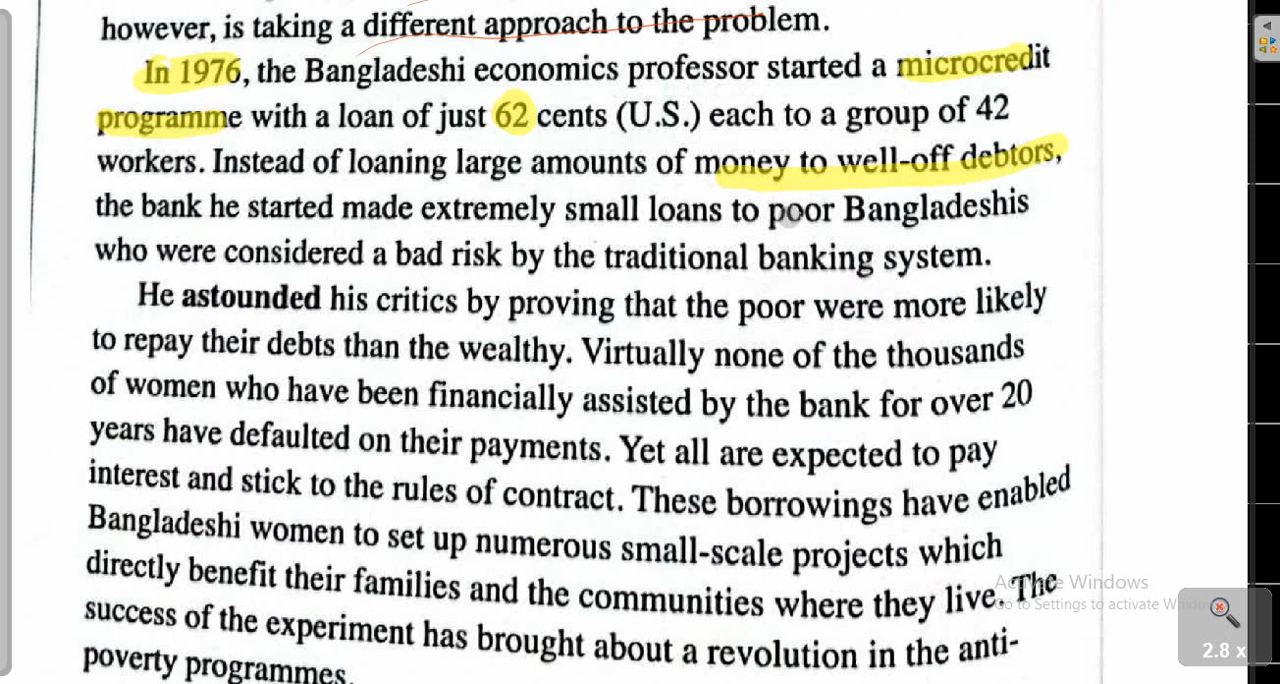 however, is taking a different approach to the problem.
In 1976, the Bangladeshi economics professor started a microcredit
programme with a loan of just 62 cents (U.S.) each to a group of 42
workers. Instead of loaning large amounts of money to well-off debtors,
the bank he started made extremely small loans to poor Bangladeshis
who were considered a bad risk by the traditional banking system.
He astounded his critics by proving that the poor were more likely
to repay their debts than the wealthy. Virtually none of the thousands
of women who have been financially assisted by the bank for over 20
years have defaulted on their payments. Yet all are expected to pay
interest and stick to the rules of contract. These borrowings have enabled
Bangladeshi women to set up numerous small-scale projects which
directly benefit their families and the communities where they live. The
success of the experiment has brought about a revolution in the anti-
poverty programmes.
Activate Windows
Go to Settings to activate
2.8 x